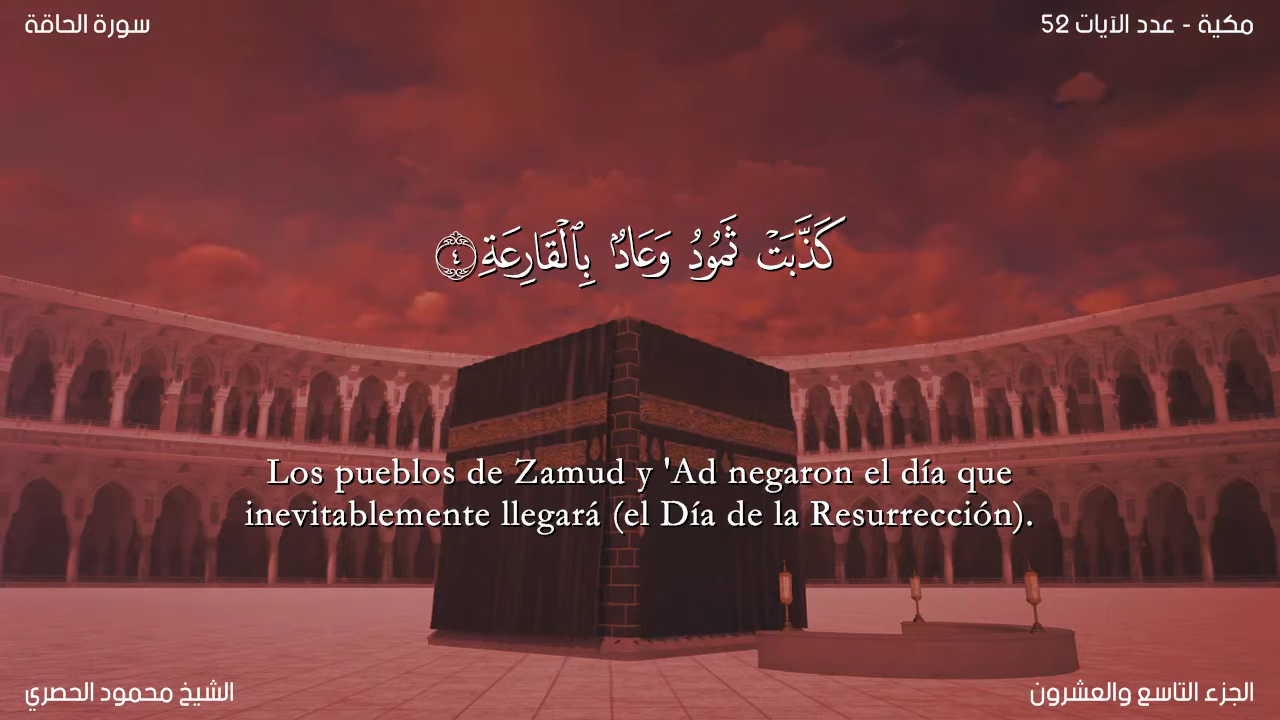 مكية - عدد الآيات 52
سورة الحاقة
كَذَّبَتْ ثَمُودُ وَعَادُۢ بِٱلْقَارِعَةِ ٤
Los pueblos de Zamud y 'Ad negaron el día que
inevitablemente llegará (el Día de la Resurrección).
الجزء التاسع والعشرون
الشيخ محمود الحصري